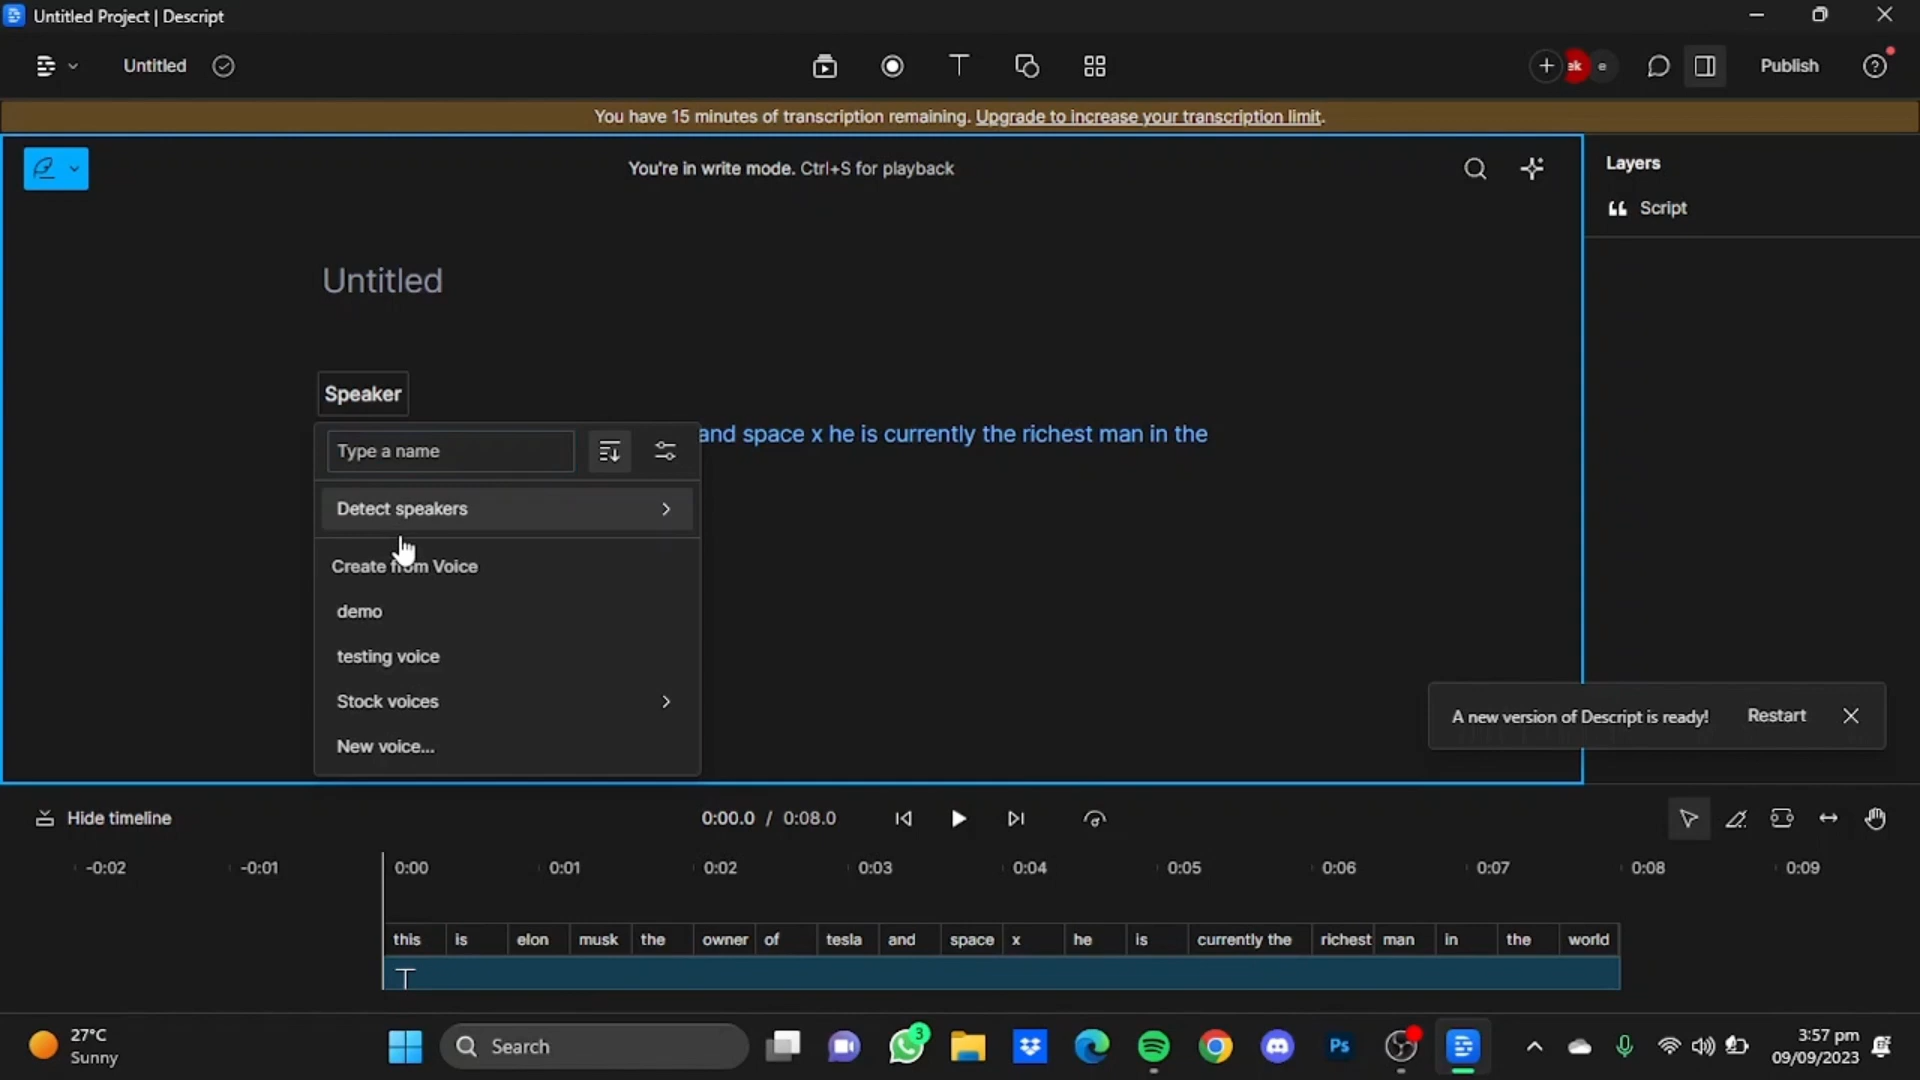 Untitled Project | Descript
Untitled
ek
e
Publish
You have 15 minutes of transcription remaining. Upgrade to increase your transcription limit.
You're in write mode. Ctrl+S for playback
Layers
Script
Untitled
Speaker
and space x he is currently the richest man in the
Type a name
Detect speakers
Create from Voice
demo
testing voice
Stock voices
New voice...
A new version of Descript is ready! Restart
Hide timeline
0:00.0 / 0:08.0
-0:02 -0:01 0:00 0:01 0:02 0:03 0:04 0:05 0:06 0:07 0:08 0:09
this is elon musk the owner of tesla and space x he is currently the richest man in the world
27°C
Sunny
Search
3
Ps
3:57 pm
09/09/2023